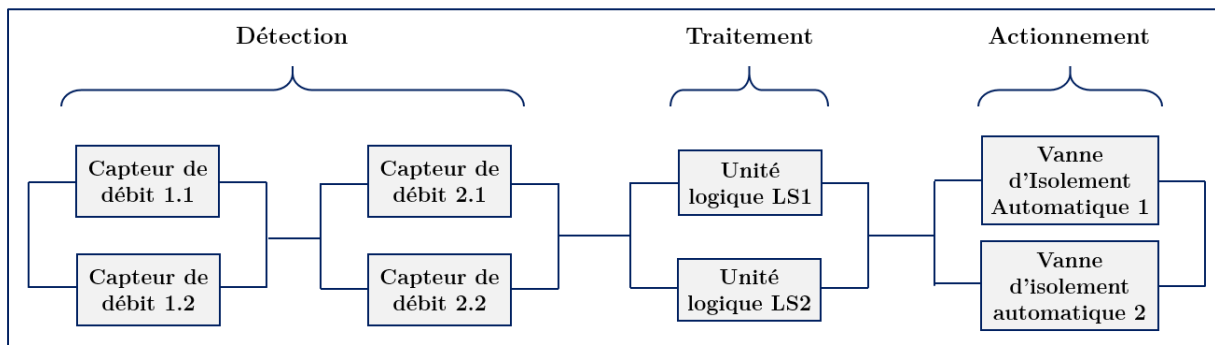 Détection
Traitement
Actionnement
Capteur de
débit 1.1
Capteur de
débit 2.1
Unité
logique LS1
Vanne
d'Isolement
Automatique 1
Capteur de
débit 1.2
Capteur de
débit 2.2
Unité
logique LS2
Vanne
d'isolement
automatique 2